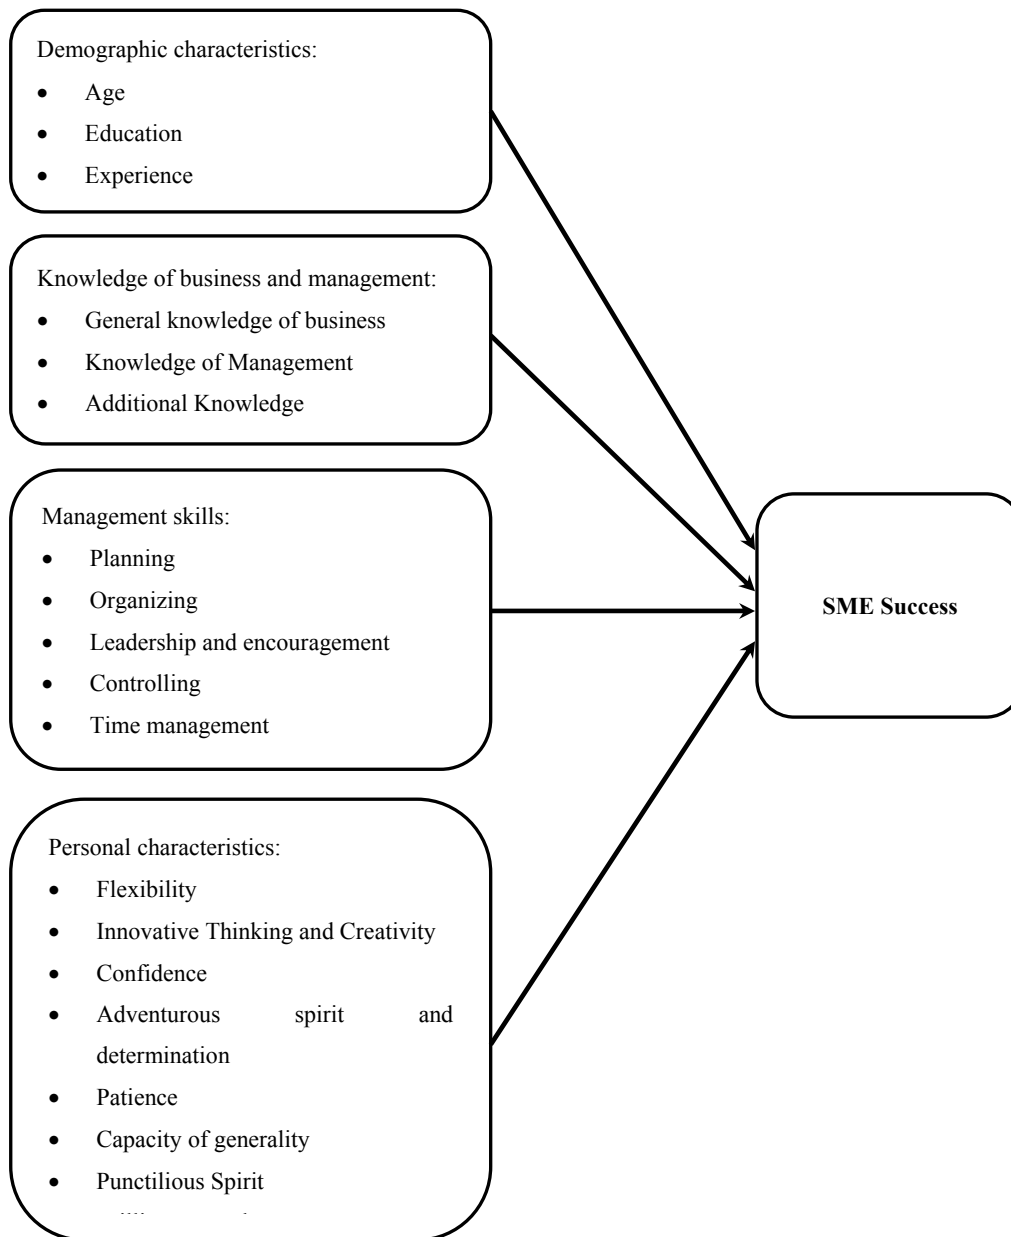 Demographic characteristics:
• Age
• Education
• Experience
Knowledge of business and management:
• General knowledge of business
• Knowledge of Management
• Additional Knowledge
Management skills:
• Planning
• Organizing
• Leadership and encouragement
• Controlling
• Time management
Personal characteristics:
• Flexibility
• Innovative Thinking and Creativity
• Confidence
• Adventurous spirit and
determination
• Patience
• Capacity of generality
• Punctilious Spirit
SME Success